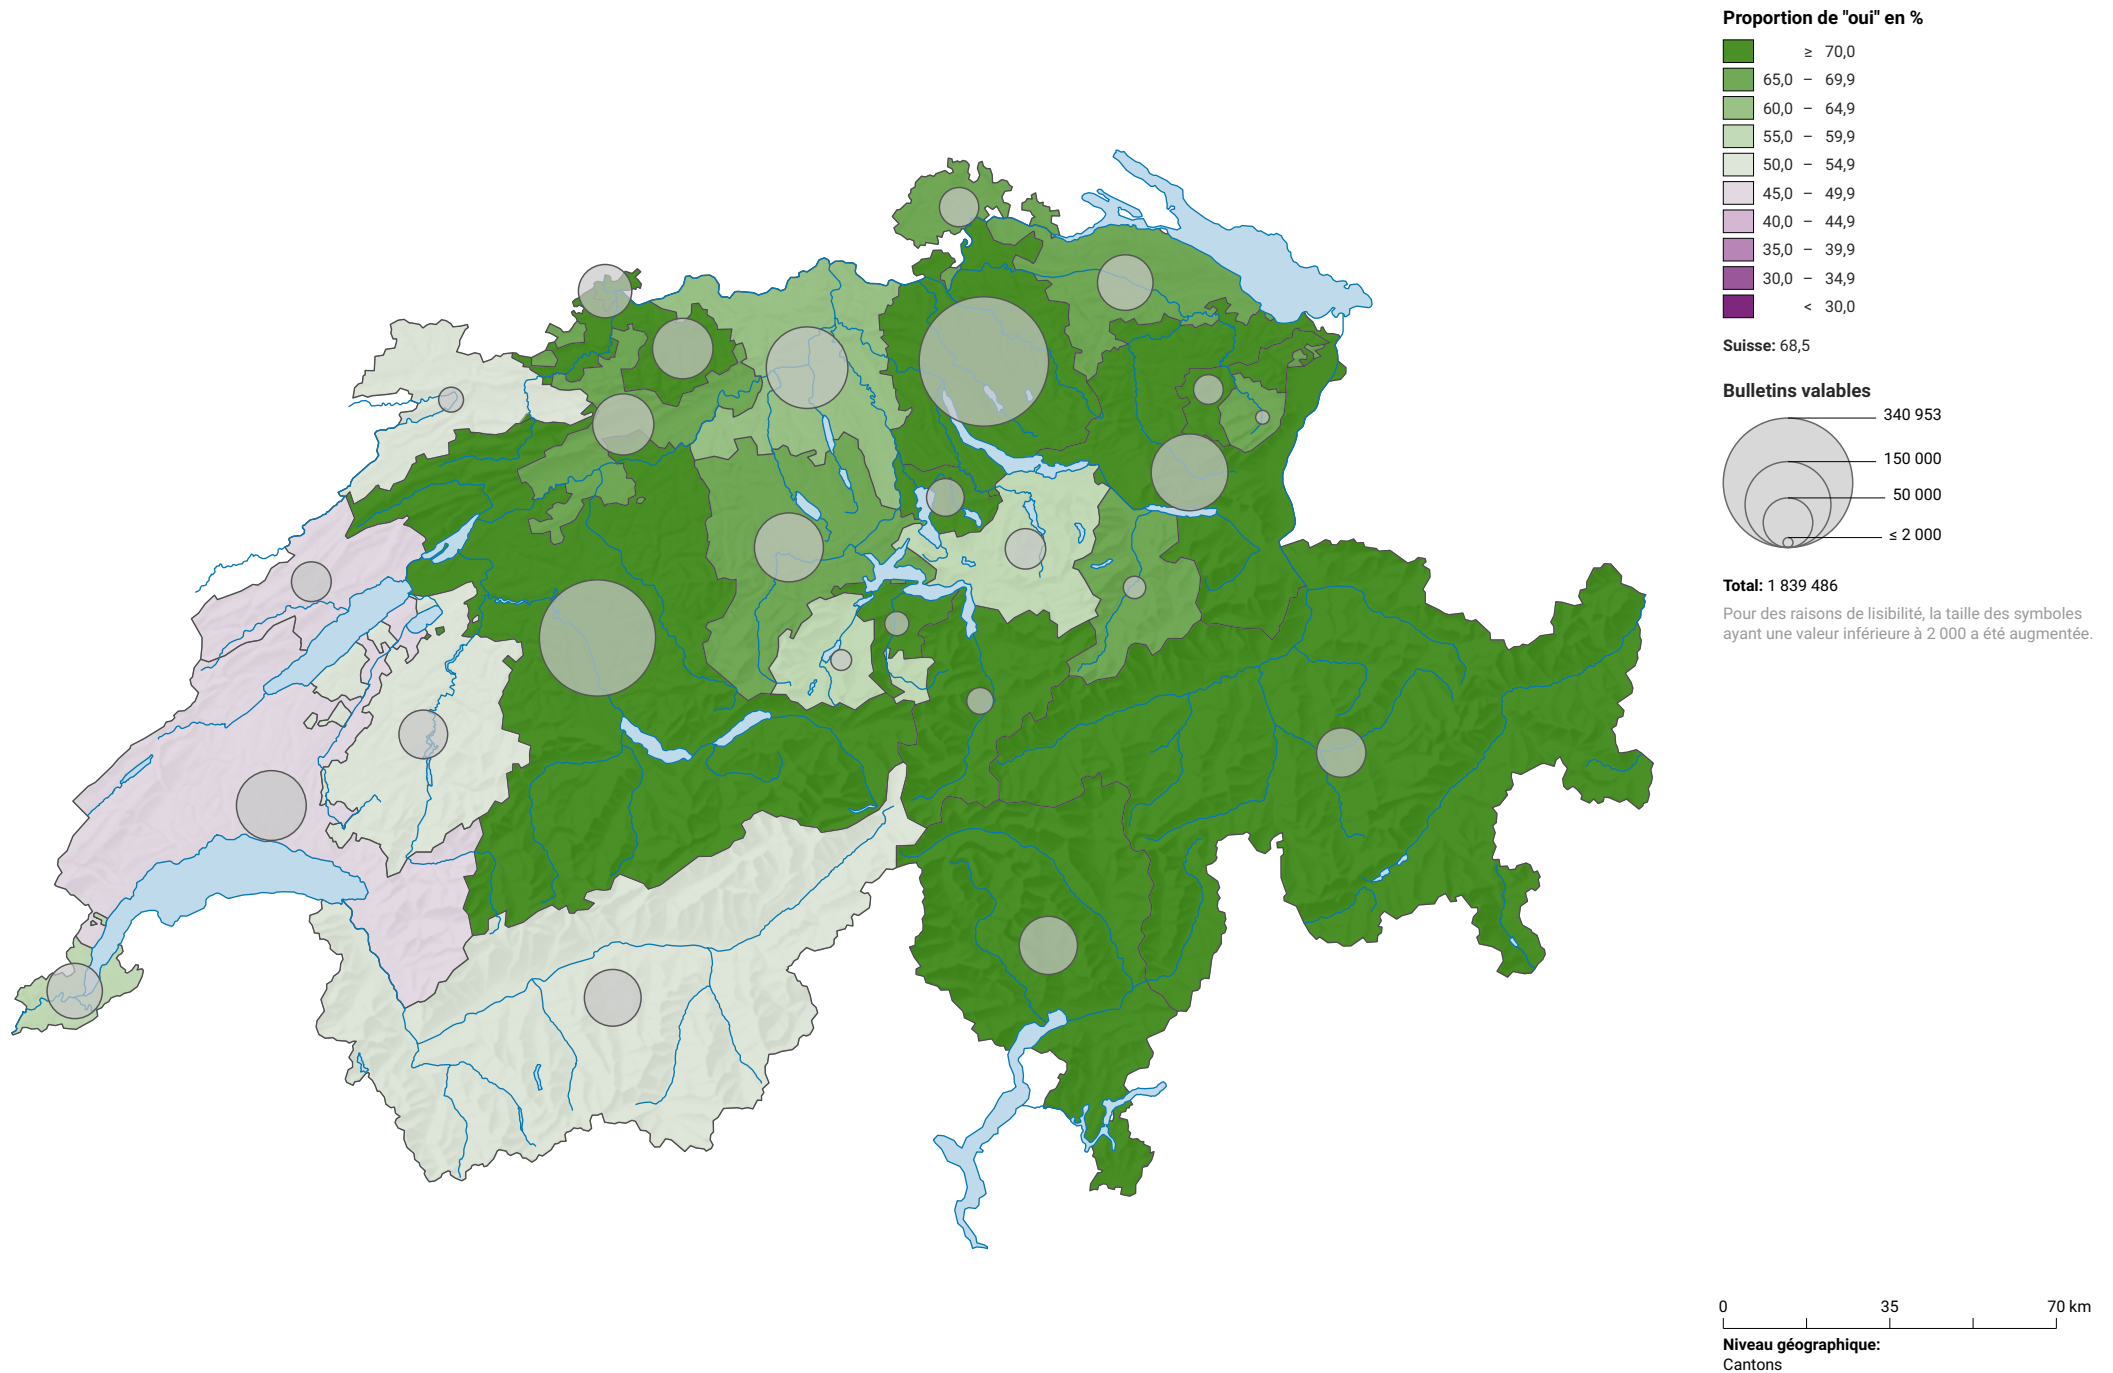 Proportion de "oui" en %
≥ 70,0
65,0 – 69,9
60,0 – 64,9
55,0 – 59,9
50,0 – 54,9
45,0 – 49,9
40,0 – 44,9
35,0 – 39,9
30,0 – 34,9
< 30,0
Suisse: 68,5
Bulletins valables
340 953
150 000
50 000
≤ 2 000
Total: 1 839 486
Pour des raisons de lisibilité, la taille des symboles
ayant une valeur inférieure à 2 000 a été augmentée.
0 35 70 km
Niveau géographique:
Cantons